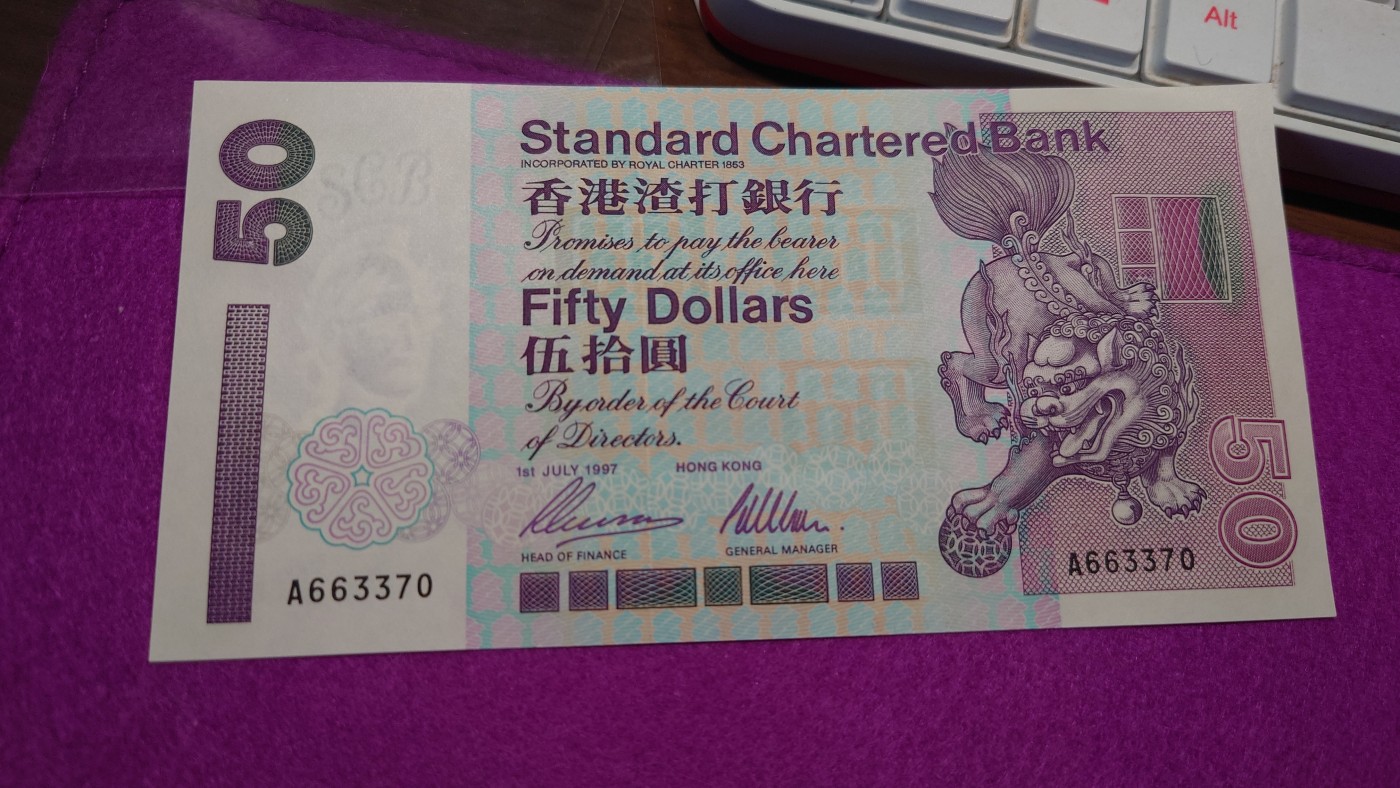 Alt
50
Standard Chartered Bank
INCORPORATED BY ROYAL CHARTER 1853
香港渣打銀行
Promises to pay the bearer
on demand at its office here
Fifty Dollars
伍拾圓
By order of the Court
of Directors.
1st JULY 1997 HONG KONG
HEAD OF FINANCE GENERAL MANAGER
A663370
A663370
50